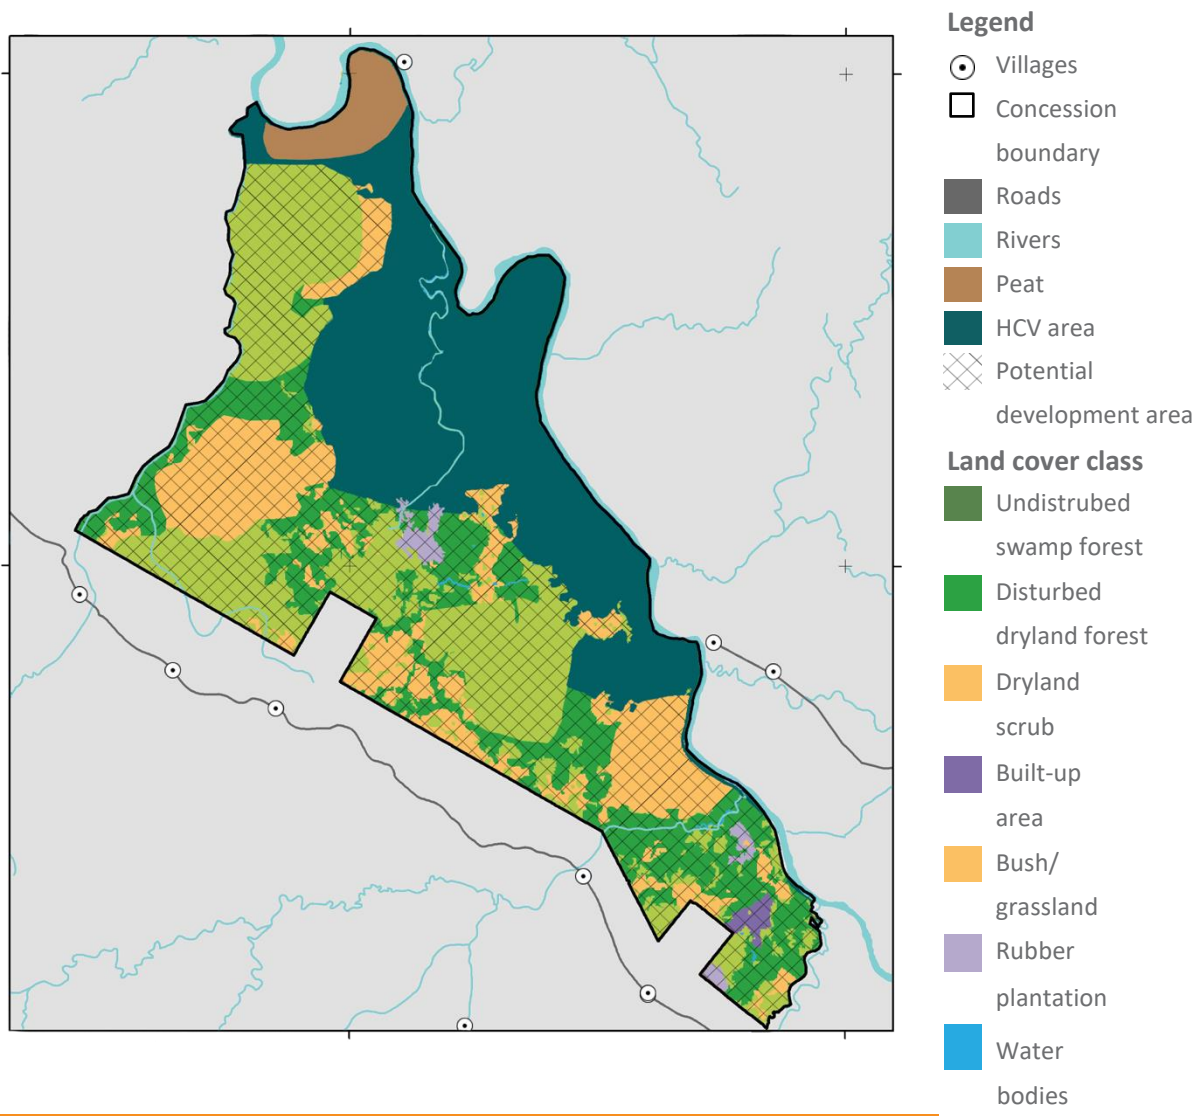 Legend
Villages
Concession
boundary
Roads
Rivers
Peat
HCV area
Potential
development area
Land cover class
Undistrubed
swamp forest
Disturbed
dryland forest
Dryland
scrub
Built-up
area
Bush/
grassland
Rubber
plantation
Water
bodies